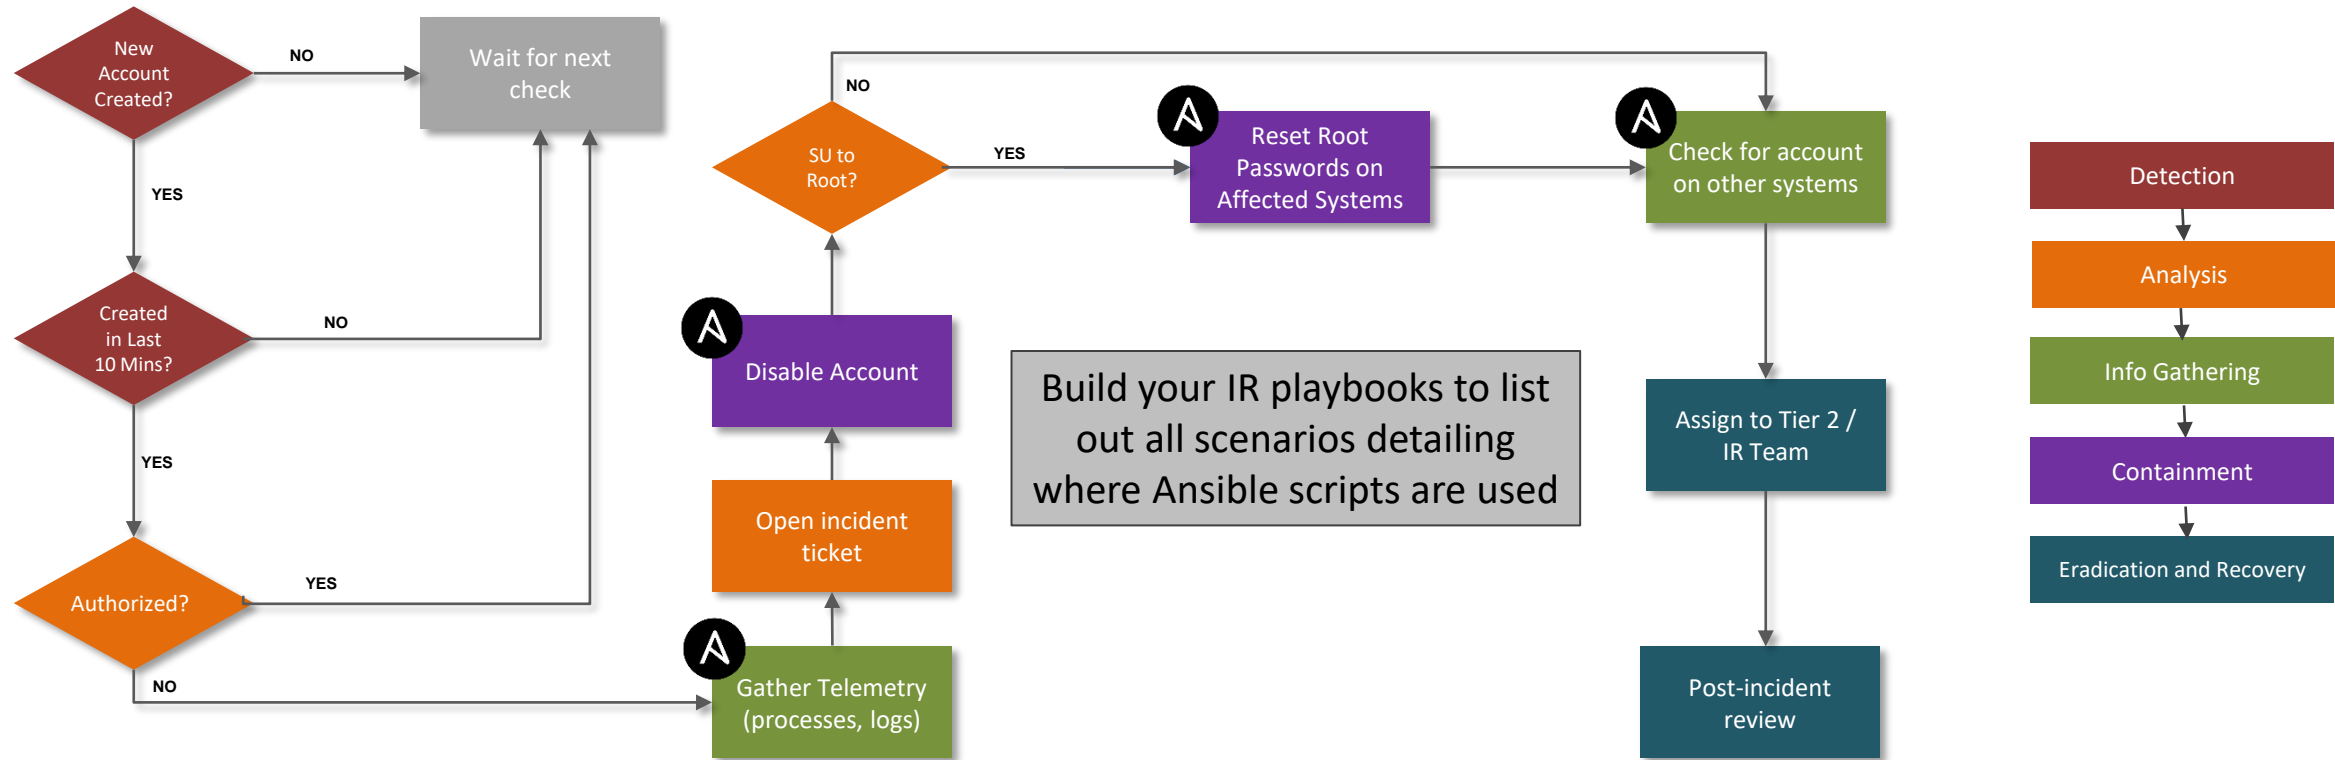 New
Account
Created?
NO
Wait for next
check
YES
Created
in Last
10 Mins?
NO
YES
Authorized?
YES
NO
Gather Telemetry
(processes, logs)
Open incident
ticket
Disable Account
SU to
Root?
NO
YES
Reset Root
Passwords on
Affected Systems
Check for account
on other systems
Assign to Tier 2 /
IR Team
Post-incident
review
Build your IR playbooks to list
out all scenarios detailing
where Ansible scripts are used
Detection
Analysis
Info Gathering
Containment
Eradication and Recovery